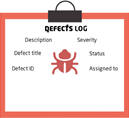 DEFECTS LOG
Description Severity
Defect title Status
Defect ID Assigned to